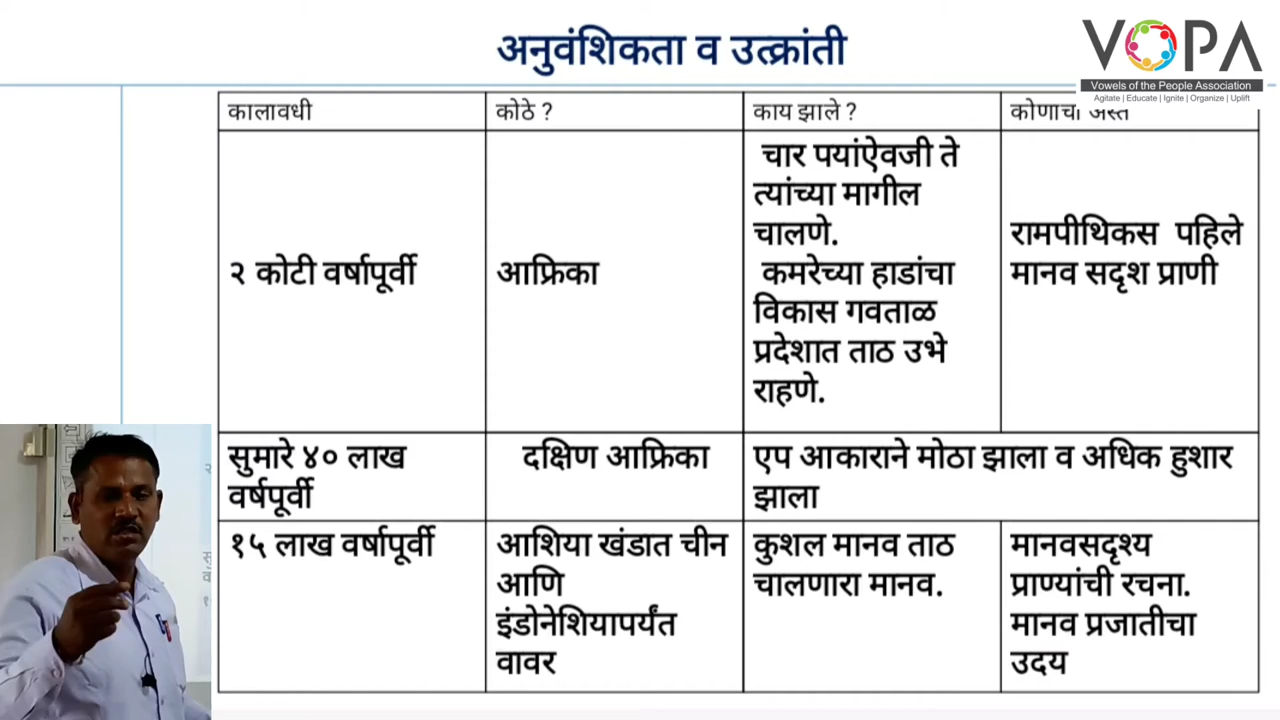 अनुवंशिकता व उत्क्रांती
VOPA
Vowels of the People Association
Agitate | Educate | Ignite | Organize | Uplift
कालावधी
कोठे ?
काय झाले ?
कोणाचा अस्त
२ कोटी वर्षापूर्वी
आफ्रिका
चार पयांऐवजी ते
त्यांच्या मागील
चालणे.
कमरेच्या हाडांचा
विकास गवताळ
प्रदेशात ताठ उभे
राहणे.
रामपीथिकस पहिले
मानव सदृश प्राणी
सुमारे ४० लाख
वर्षपूर्वी
दक्षिण आफ्रिका
एप आकाराने मोठा झाला व अधिक हुशार
झाला
१५ लाख वर्षापूर्वी
आशिया खंडात चीन
आणि
इंडोनेशियापर्यंत
वावर
कुशल मानव ताठ
चालणारा मानव.
मानवसदृश्य
प्राण्यांची रचना.
मानव प्रजातीचा
उदय